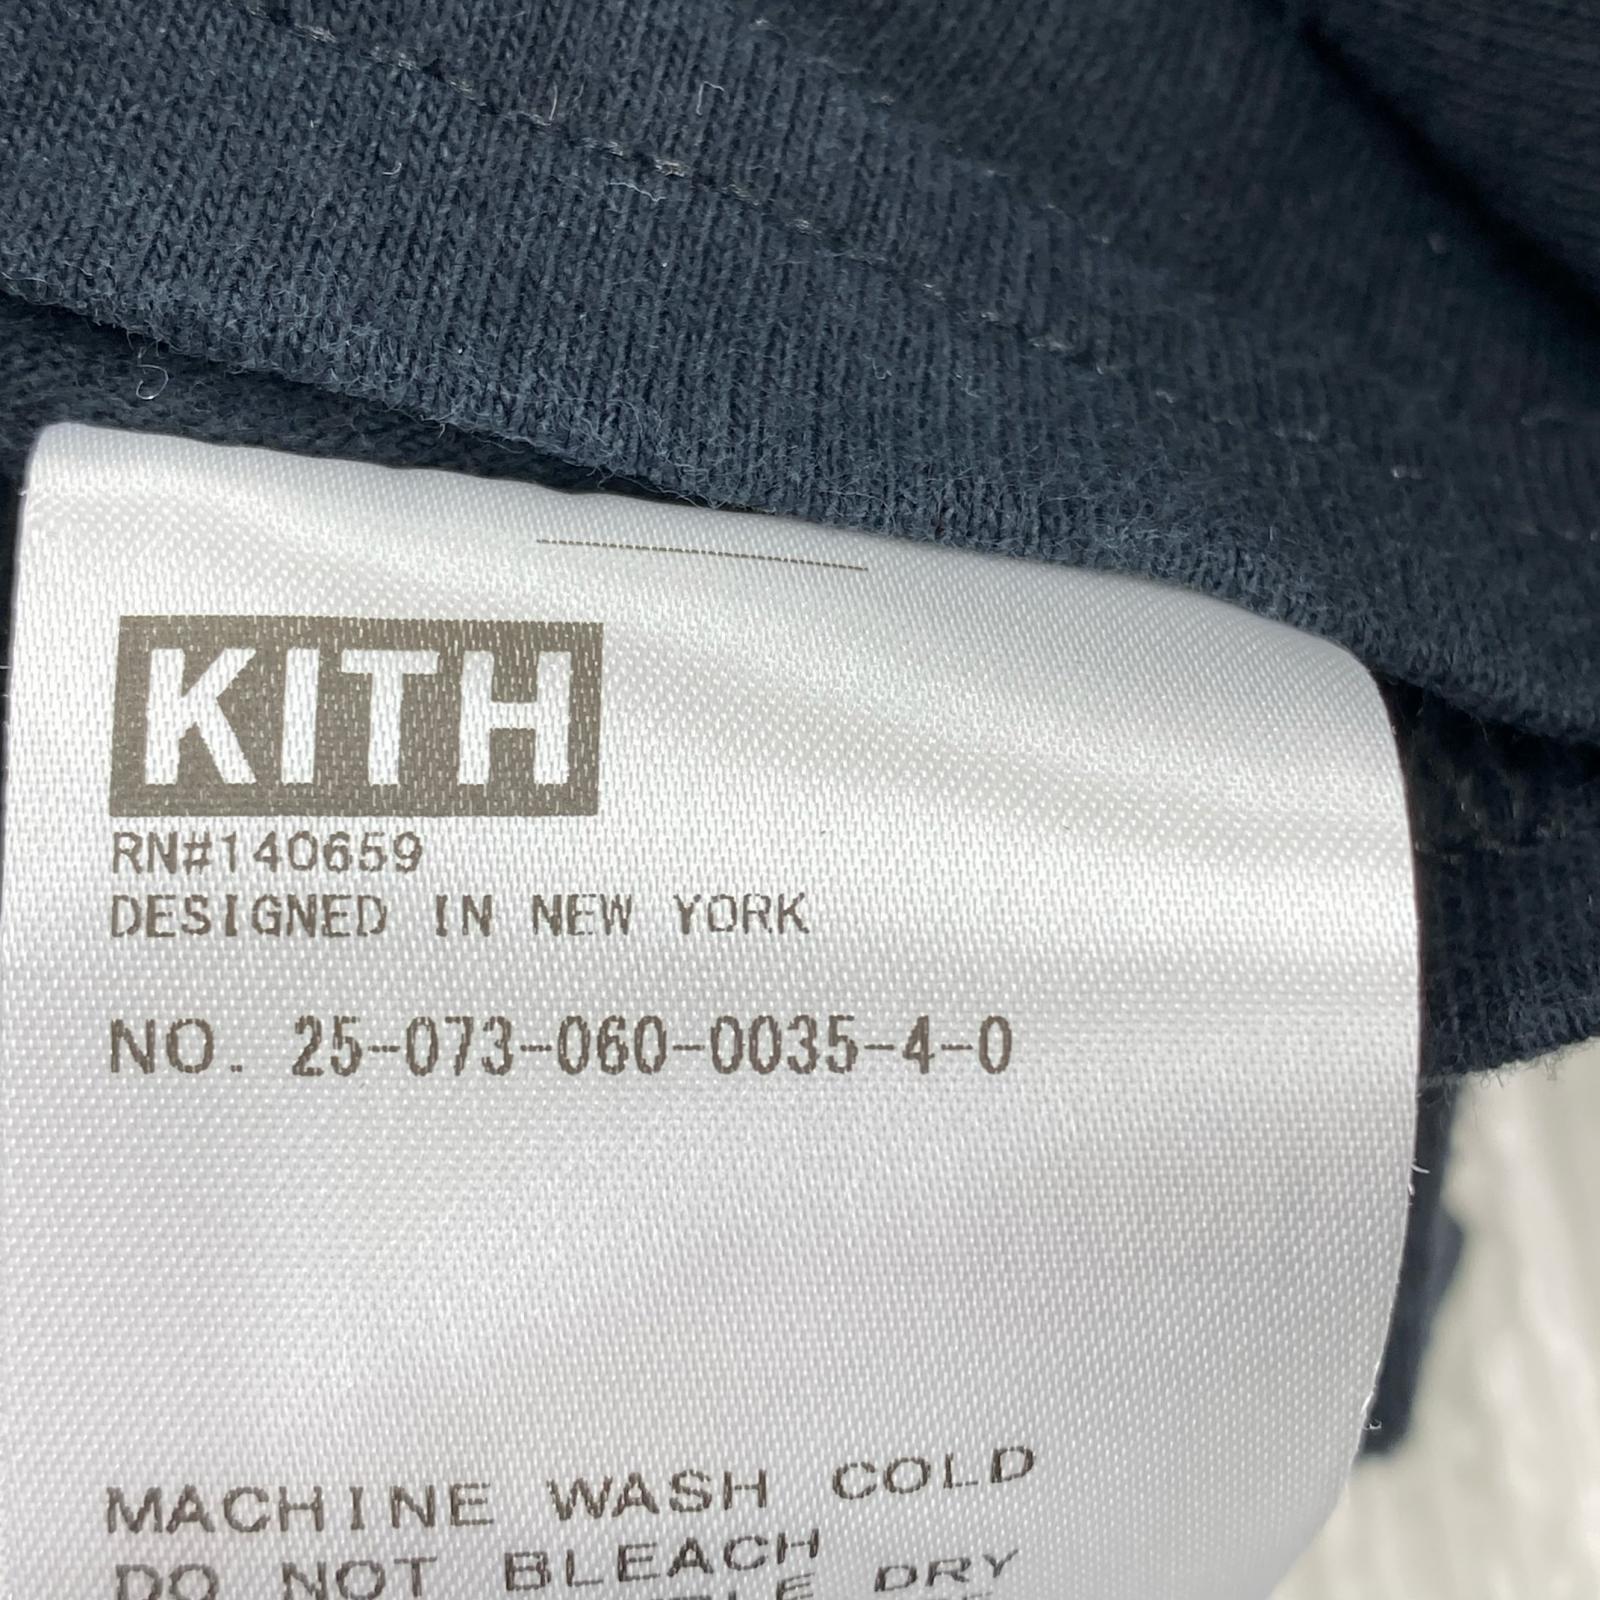 KITH
RN#140659
DESIGNED IN NEW YORK
NO. 25-073-060-0035-4-0
MACHINE WASH COLD
DO NOT BLEACH
DRY